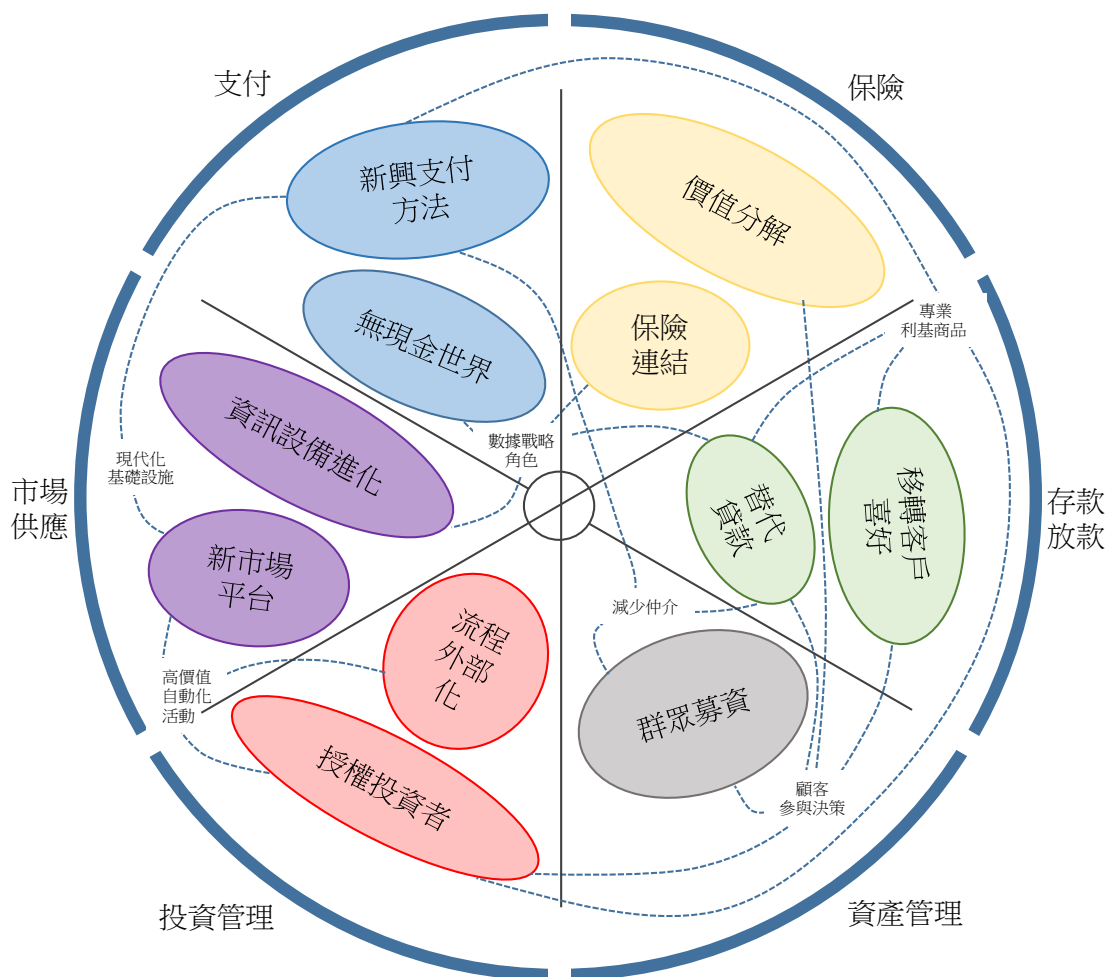 支付
保險
新興支付
方法
價值分解
無現金世界
保險
連結
專業
利基商品
資訊設備進化
數據戰略
角色
現代化
基礎設施
市場
供應
替代
貸款
移轉客戶
喜好
存款
放款
新市場
平台
減少仲介
流程
外部
化
高價值
自動化
活動
群眾募資
授權投資者
顧客
參與決策
投資管理
資產管理